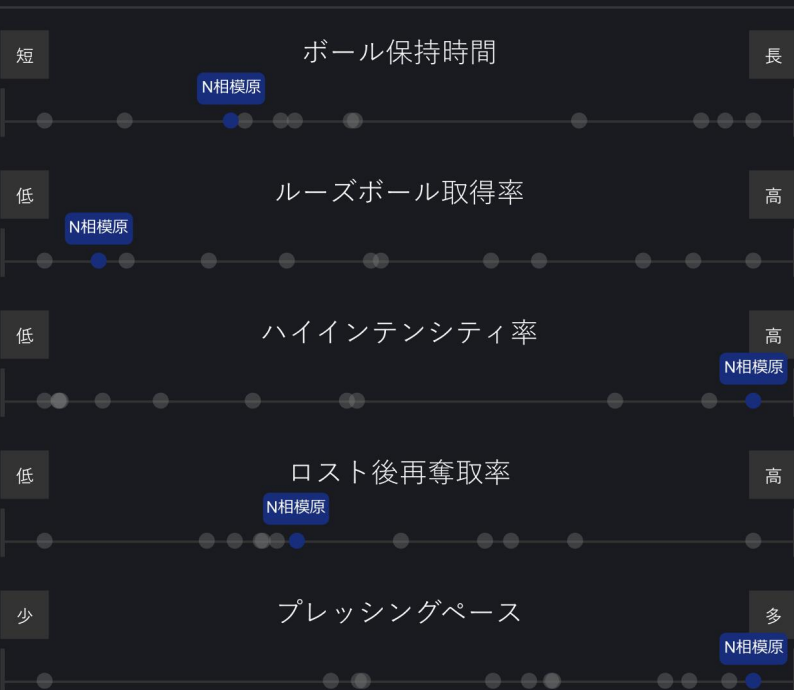 ボール保持時間
短
長
N相模原
ルーズボール取得率
低
高
N相模原
ハイインテンシティ率
低
高
N相模原
ロスト後再奪取率
低
高
N相模原
プレッシングペース
少
多
N相模原